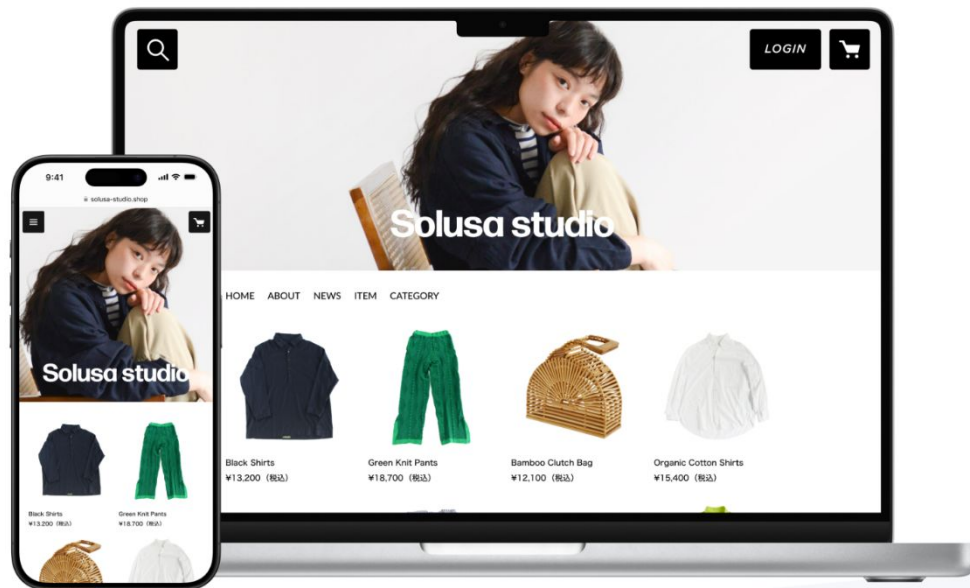 LOGIN
Solusa studio
HOME ABOUT NEWS ITEM CATEGORY
Black Shirts
¥13,200（税込）
Green Knit Pants
¥18,700（税込）
Bamboo Clutch Bag
¥12,100（税込）
Organic Cotton Shirts
¥15,400（税込）
9:41
solusa-studio.shop
Solusa studio
Black Shirts
¥13,200（税込）
Green Knit Pants
¥18,700（税込）